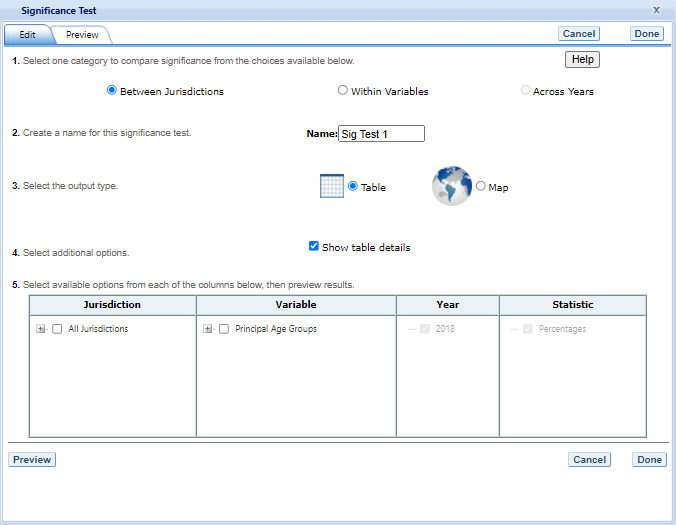 Significance Test x
Edit Preview Cancel Done
1. Select one category to compare significance from the choices available below. Help
Between Jurisdictions Within Variables Across Years
2. Create a name for this significance test. Name: Sig Test 1
3. Select the output type. Table Map
4. Select additional options. Show table details
5. Select available options from each of the columns below, then preview results.
Jurisdiction Variable Year Statistic
All Jurisdictions Principal Age Groups 2018 Percentages
Preview Cancel Done